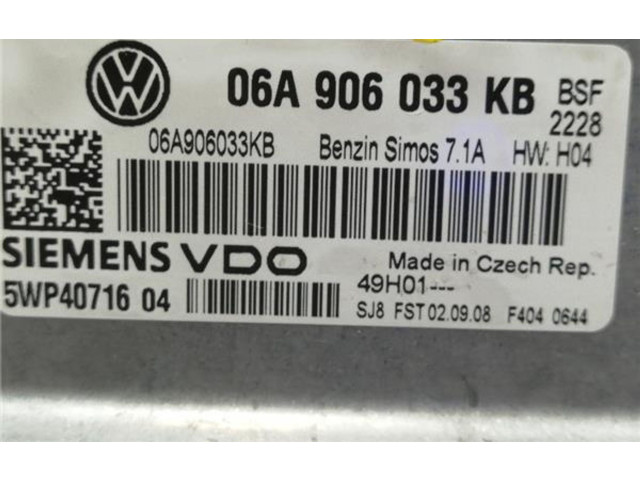 06A 906 033 KB BSF
2228
06A906033KB Benzin Simos 7.1A HW: H04
SIEMENS VDO Made in Czech Rep.
5WP40716 04 49H01---
SJ8 FST 02.09.08 F404 0644